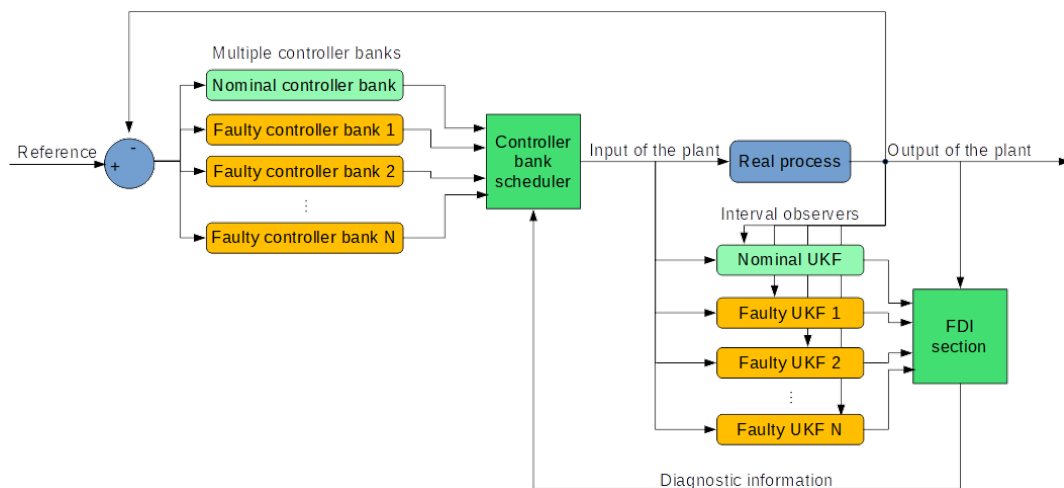 Multiple controller banks
Nominal controller bank
Faulty controller bank 1
Faulty controller bank 2
⋮
Faulty controller bank N
Reference
+
-
Controller
bank
scheduler
Input of the plant
Real process
Output of the plant
Interval observers
Nominal UKF
Faulty UKF 1
Faulty UKF 2
⋮
Faulty UKF N
FDI
section
Diagnostic information